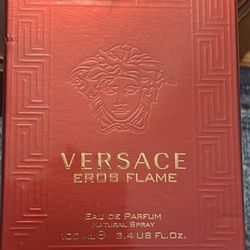 VERSACE
EROS FLAME
EAU DE PARFUM
NATURAL SPRAY
100 ML ℮ 3.4 US FL.OZ.